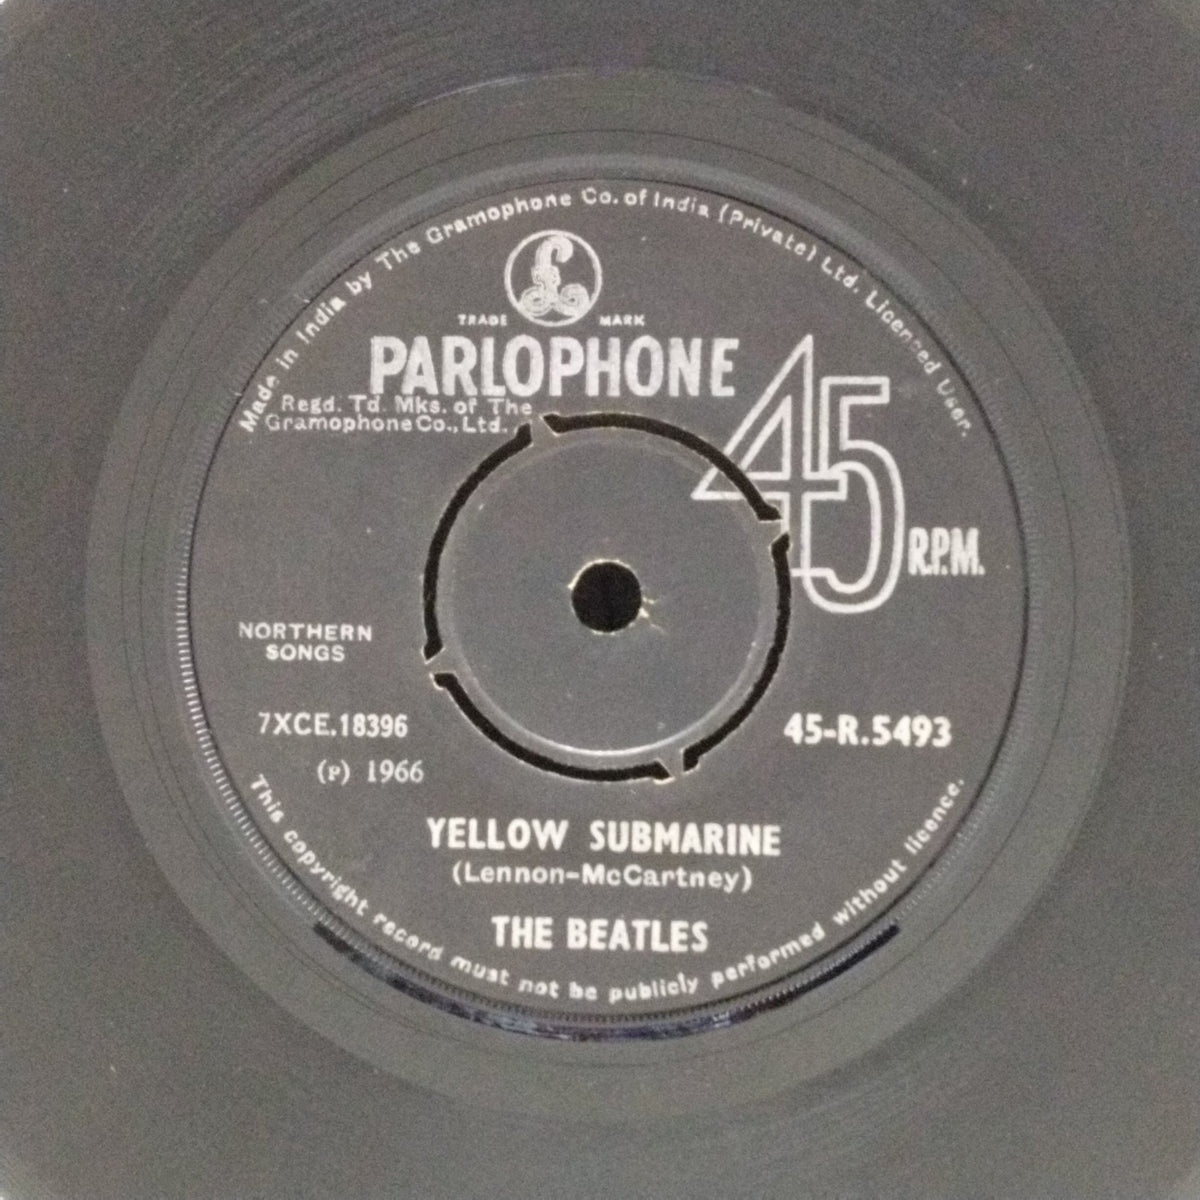 Made in India by The Gramophone Co. of India (Private) Ltd. Licensed User.
£
TRADE MARK
PARLOPHONE
Regd. Td. Mks. of The
Gramophone Co., Ltd.
45
R.P.M.
NORTHERN
SONGS
7XCE.18396
45-R.5493
(P) 1966
YELLOW SUBMARINE
(Lennon-McCartney)
THE BEATLES
This copyright record must not be publicly performed without licence.